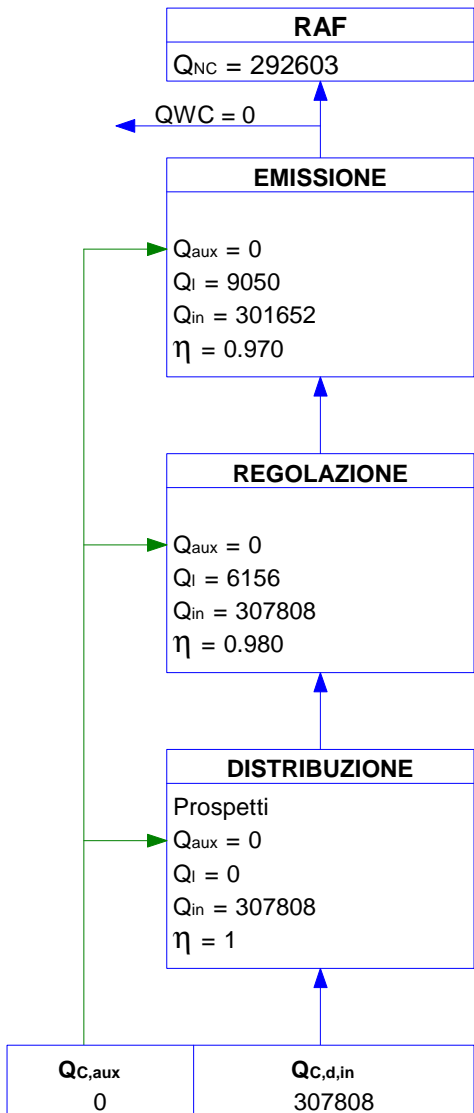 RAF
QNC = 292603
QWC = 0
EMISSIONE
Qaux = 0
Ql = 9050
Qin = 301652
η = 0.970
REGOLAZIONE
Qaux = 0
Ql = 6156
Qin = 307808
η = 0.980
DISTRIBUZIONE
Prospetti
Qaux = 0
Ql = 0
Qin = 307808
η = 1
QC,aux QC,d,in
0 307808